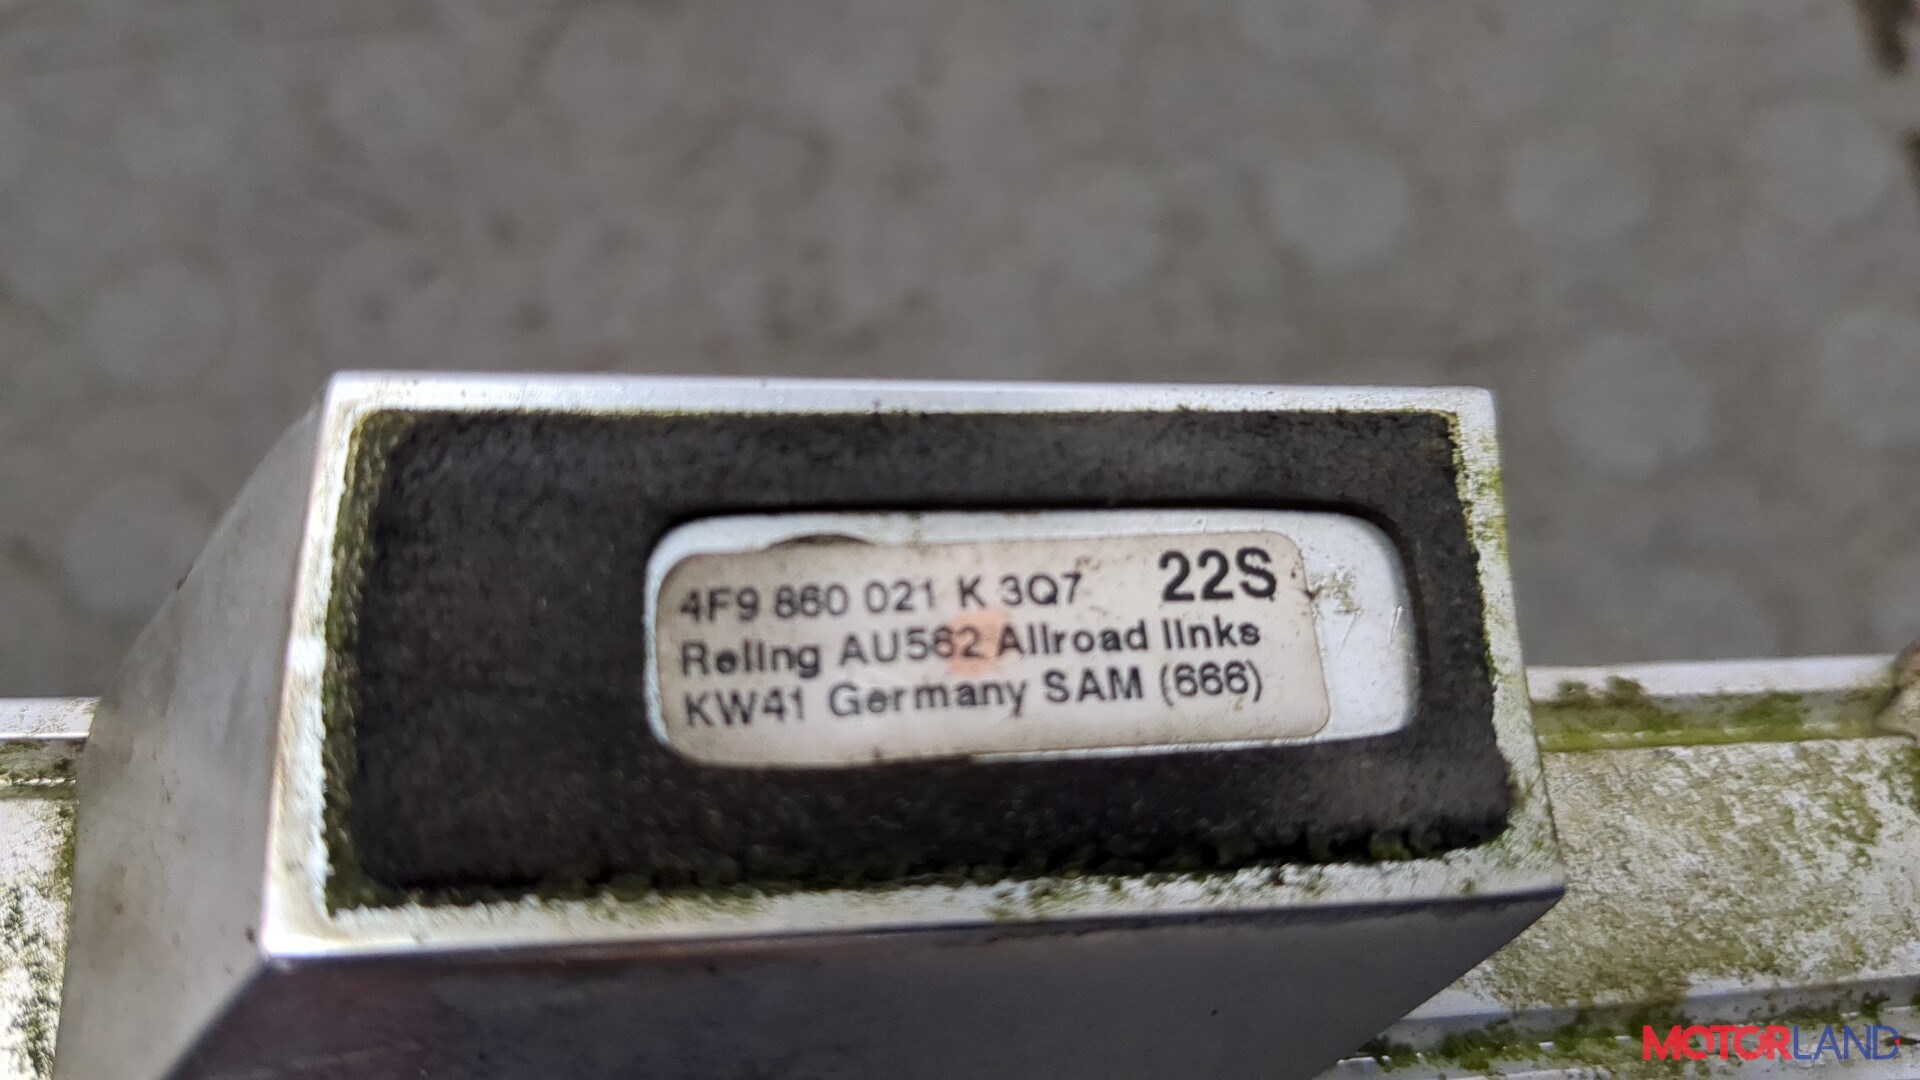 4F9 860 021 K 3Q7 22S
Reling AU562 Allroad links
KW41 Germany SAM (666)
MOTORLAND